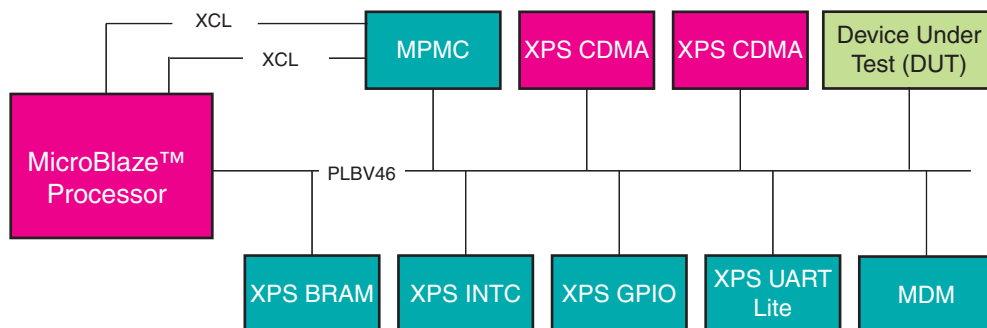 XCL
XCL
MPMC
XPS CDMA
XPS CDMA
Device Under
Test (DUT)
MicroBlaze™
Processor
PLBV46
XPS BRAM
XPS INTC
XPS GPIO
XPS UART
Lite
MDM